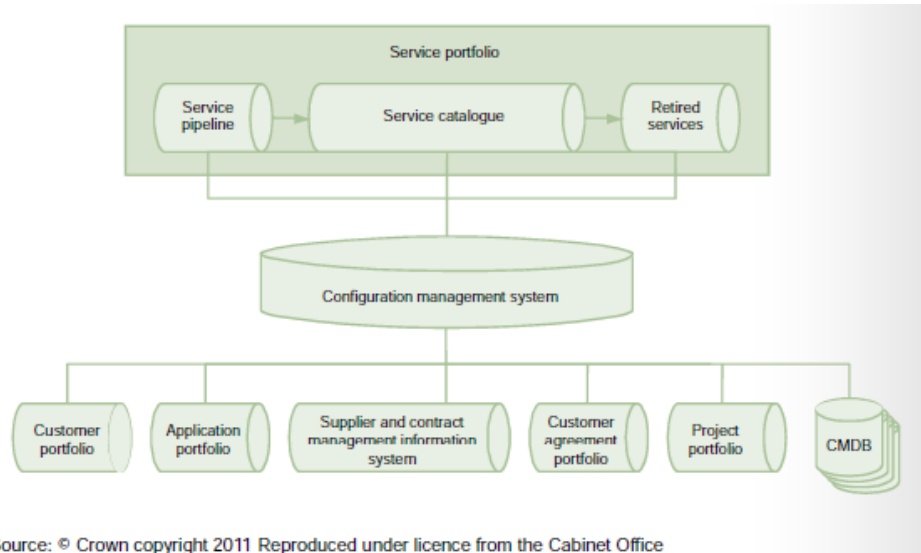 Service portfolio
Service
pipeline
Service catalogue
Retired
services
Configuration management system
Customer
portfolio
Application
portfolio
Supplier and contract
management information
system
Customer
agreement
portfolio
Project
portfolio
CMDB
Source: © Crown copyright 2011 Reproduced under licence from the Cabinet Office